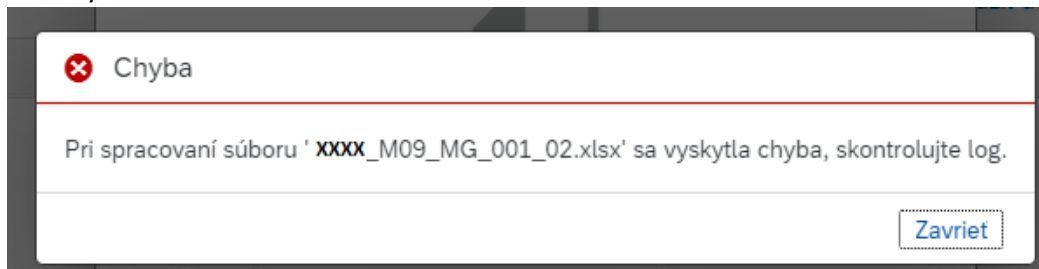 Chyba
Pri spracovaní súboru ' XXXX_M09_MG_001_02.xlsx' sa vyskytla chyba, skontrolujte log.
Zavrieť